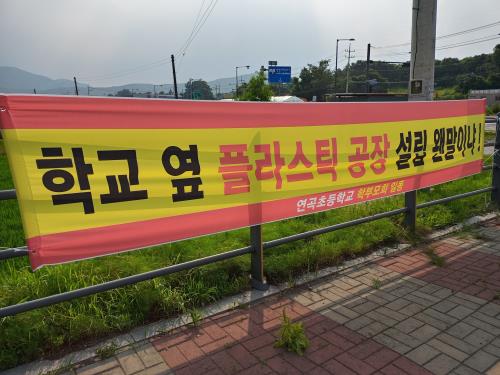 학교 옆 플라스틱 공장 설립 웬말이냐!
연곡초등학교 학부모회 일동